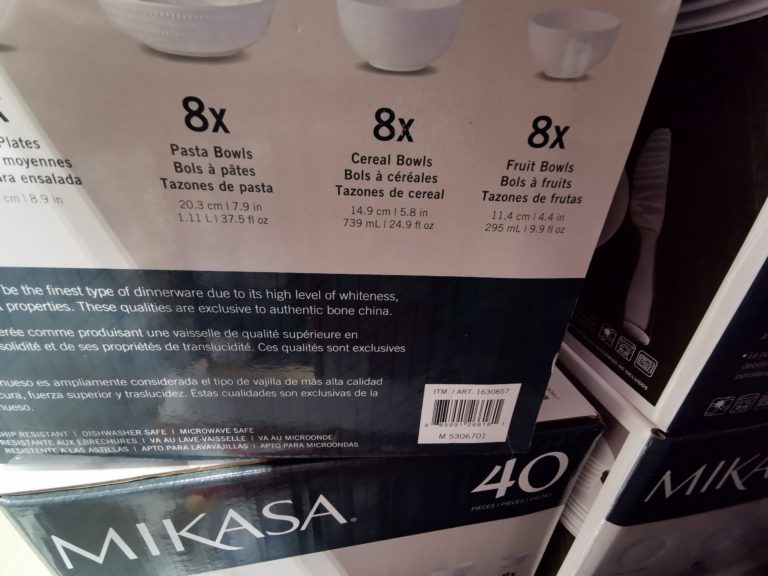 8x
Pasta Bowls
Bols à pâtes
Tazones de pasta
20.3 cm | 7.9 in
1.11 L | 37.5 fl oz
8x
Cereal Bowls
Bols à céréales
Tazones de cereal
14.9 cm | 5.8 in
739 mL | 24.9 fl oz
8x
Fruit Bowls
Bols à fruits
Tazones de frutas
11.4 cm | 4.4 in
295 mL | 9.9 fl oz
Plates
moyennes
ara ensalada
cm | 8.9 in
be the finest type of dinnerware due to its high level of whiteness,
properties. These qualities are exclusive to authentic bone china.
erée comme produisant une vaisselle de qualité supérieure en
solidité et de ses propriétés de translucidité. Ces qualités sont exclusives
nueso es ampliamente considerada el tipo de vajilla de más alta calidad
cura, fuerza superior y traslucidez. Estas cualidades son exclusivas de la
nueso.
CHIP RESISTANT | DISHWASHER SAFE | MICROWAVE SAFE
RESISTANTE AUX ÉBRÉCHURES | VA AU LAVE-VAISSELLE | VA AU MICROONDE
RESISTENTE A LAS ASTILLAS | APTO PARA LAVAVAJILLAS | APTO PARA MICROONDAS
ITM. / ART. 1630857
M 5306701
MIKASA
40
PIECES | PIÈCES |
MIKA